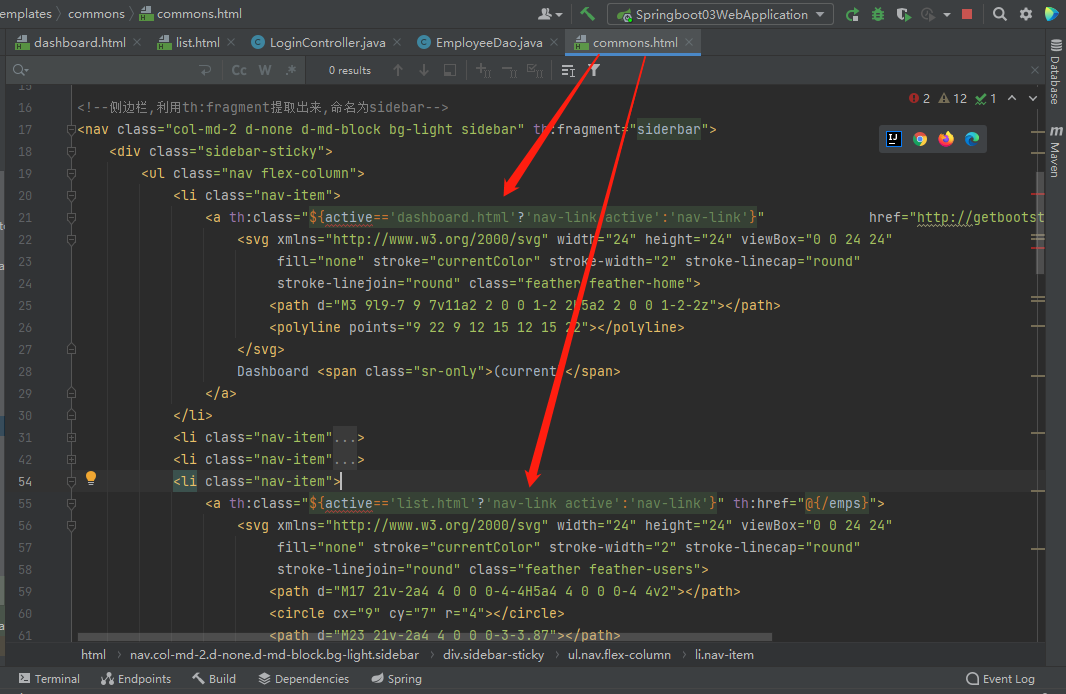 emplates > commons > commons.html
Springboot03WebApplication
dashboard.html list.html LoginController.java EmployeeDao.java commons.html
Cc W .* 0 results
15
16 <!--侧边栏,利用th:fragment提取出来,命名为sidebar-->
2 12 1
17 <nav class="col-md-2 d-none d-md-block bg-light sidebar" th:fragment="siderbar">
18 <div class="sidebar-sticky">
19 <ul class="nav flex-column">
20 <li class="nav-item">
21 <a th:class="${active=='dashboard.html'?'nav-link active':'nav-link'}" href="http://getbootst
22 <svg xmlns="http://www.w3.org/2000/svg" width="24" height="24" viewBox="0 0 24 24"
23 fill="none" stroke="currentColor" stroke-width="2" stroke-linecap="round"
24 stroke-linejoin="round" class="feather feather-home">
25 <path d="M3 9l9-7 9 7v11a2 2 0 0 1-2 2H5a2 2 0 0 1-2-2z"></path>
26 <polyline points="9 22 9 12 15 12 15 22"></polyline>
27 </svg>
28 Dashboard <span class="sr-only">(current)</span>
29 </a>
30 </li>
31 <li class="nav-item"...>
42 <li class="nav-item"...>
54 <li class="nav-item">
55 <a th:class="${active=='list.html'?'nav-link active':'nav-link'}" th:href="@{/emps}">
56 <svg xmlns="http://www.w3.org/2000/svg" width="24" height="24" viewBox="0 0 24 24"
57 fill="none" stroke="currentColor" stroke-width="2" stroke-linecap="round"
58 stroke-linejoin="round" class="feather feather-users">
59 <path d="M17 21v-2a4 4 0 0 0-4-4H5a4 4 0 0 0-4 4v2"></path>
60 <circle cx="9" cy="7" r="4"></circle>
61 <path d="M23 21v-2a4 4 0 0 0-3-3.87"></path>
Database
Maven
html > nav.col-md-2.d-none.d-md-block.bg-light.sidebar > div.sidebar-sticky > ul.nav.flex-column > li.nav-item
Terminal Endpoints Build Dependencies Spring Event Log